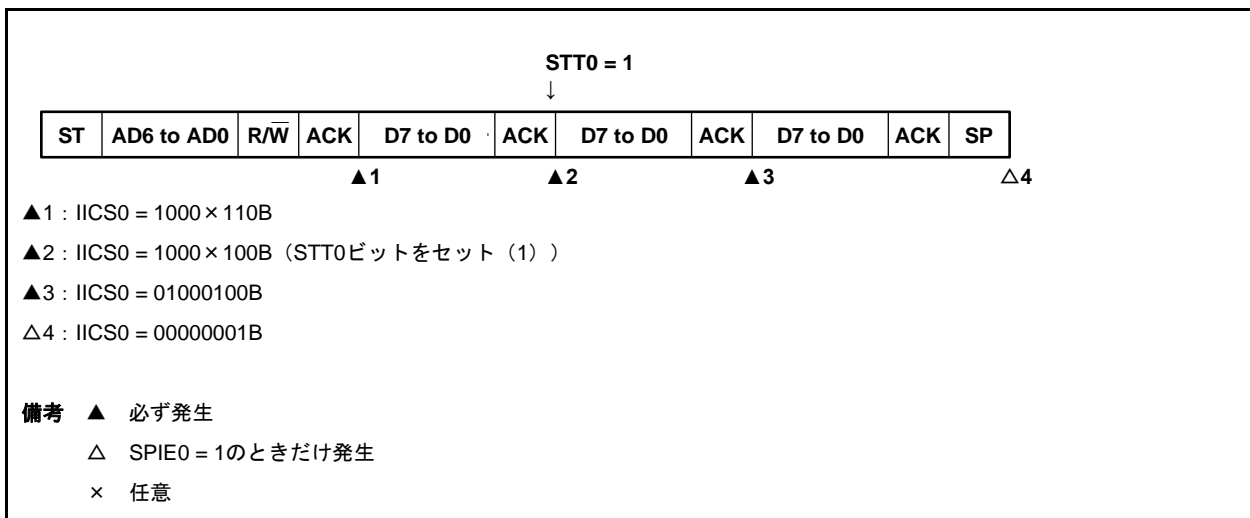 STT0 = 1
↓
ST AD6 to AD0 R/W̅ ACK D7 to D0 ACK D7 to D0 ACK D7 to D0 ACK SP
▲1 ▲2 ▲3 △4
▲1：IICS0 = 1000×110B
▲2：IICS0 = 1000×100B（STT0ビットをセット（1））
▲3：IICS0 = 01000100B
△4：IICS0 = 00000001B
備考 ▲ 必ず発生
△ SPIE0 = 1のときだけ発生
× 任意